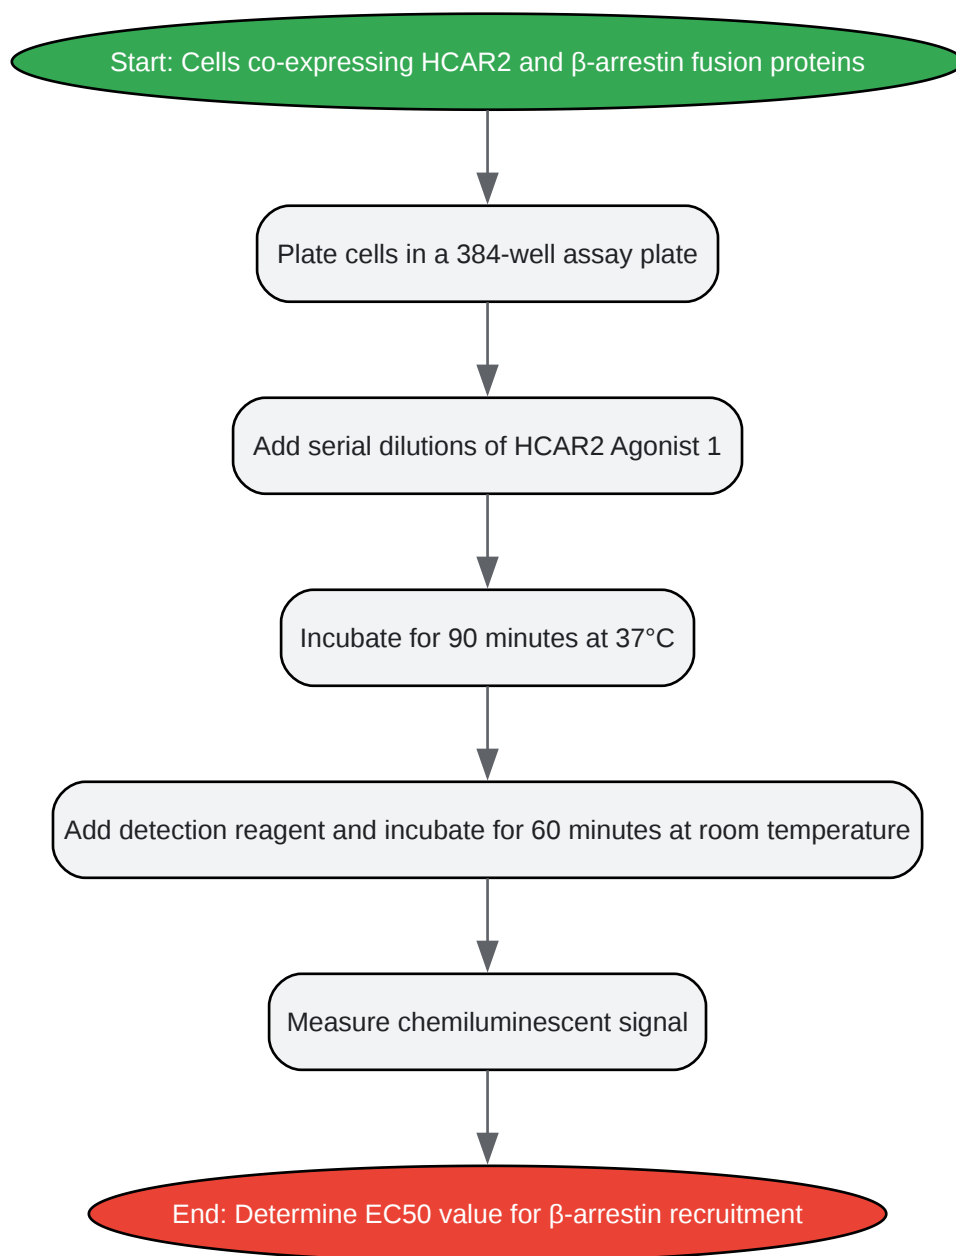 Start: Cells co-expressing HCAR2 and β-arrestin fusion proteins
Plate cells in a 384-well assay plate
Add serial dilutions of HCAR2 Agonist 1
Incubate for 90 minutes at 37°C
Add detection reagent and incubate for 60 minutes at room temperature
Measure chemiluminescent signal
End: Determine EC50 value for β-arrestin recruitment